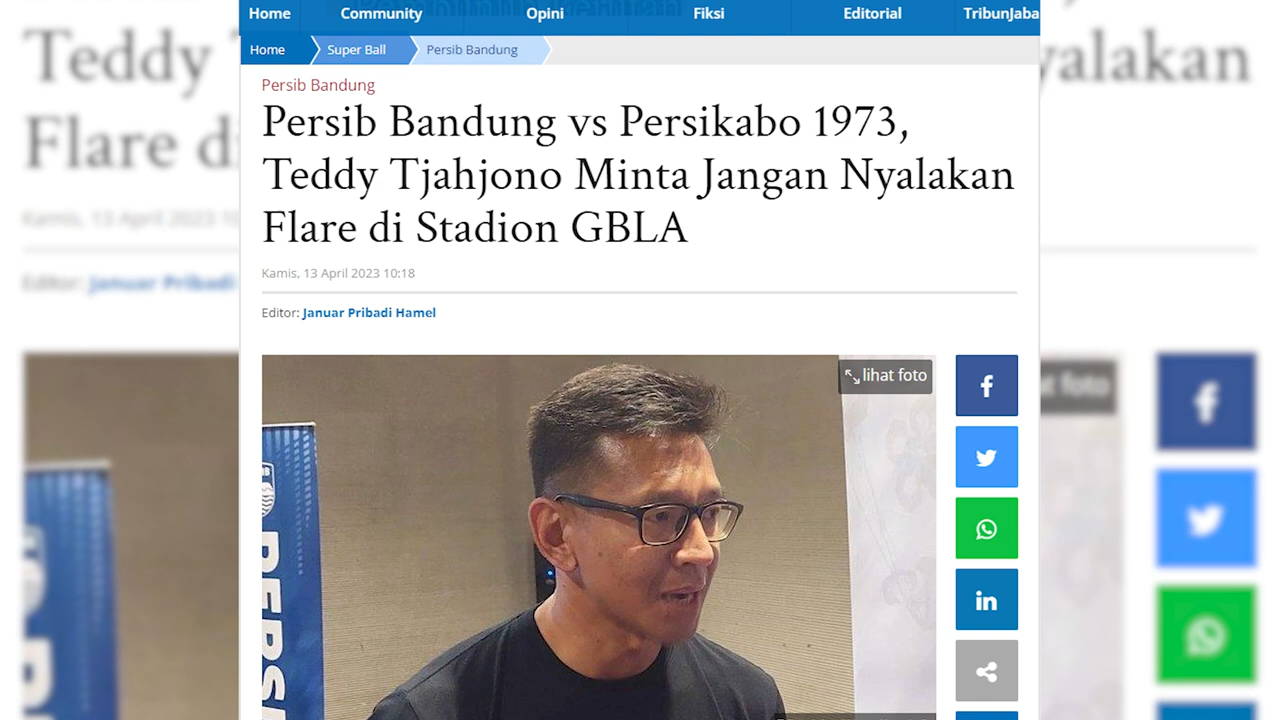 Home Community Opini Fiksi Editorial TribunJaba
Home Super Ball Persib Bandung
Persib Bandung
Persib Bandung vs Persikabo 1973,
Teddy Tjahjono Minta Jangan Nyalakan
Flare di Stadion GBLA
Kamis, 13 April 2023 10:18
Editor: Januar Pribadi Hamel
lihat foto